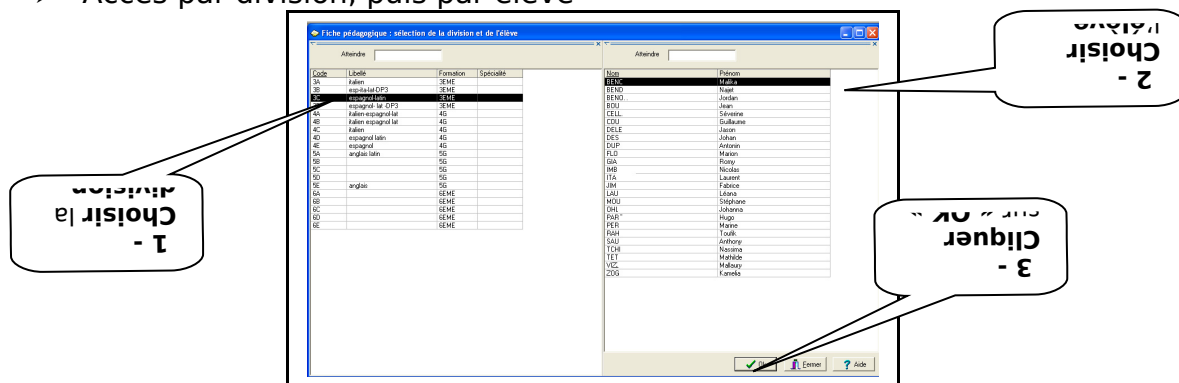 Accès par division, puis par élève
Fiche pédagogique : sélection de la division et de l'élève
Atteindre
Atteindre
Code Libellé Formation Spécialité
3A italien 3EME
3B esp-ita-lat-DP3 3EME
3C espagnol-latin 3EME
espagnol- lat -DP3 3EME
4A italien-espagnol-lat 4G
4B italien espagnol lat 4G
4C italien 4G
4D espagnol latin 4G
4E espagnol 4G
5A anglais latin 5G
5B 5G
5C 5G
5D 5G
5E anglais 5G
6A 6EME
6B 6EME
6C 6EME
6D 6EME
6E 6EME
Nom Prénom
BENC Malika
BEND Najet
BENO.. Jordan
BOU Jean
CELL Séverine
COU Guillaume
DELE Jason
DES Johan
DUP Antonin
FLO Marion
GIA Romy
IMB Nicolas
ITA Laurent
JIM Fabrice
LAU Léana
MOU Stéphane
OHL Johanna
PAR Hugo
PER Marine
RAH Toufik
SAU Anthony
TCHI Nassima
TET Mathilde
VIZ Mallaury
ZOG Kamelia
Fermer
Aide
1 -
Choisir la
division
2 -
Choisir
l'élève
3 -
Cliquer
sur « OK »